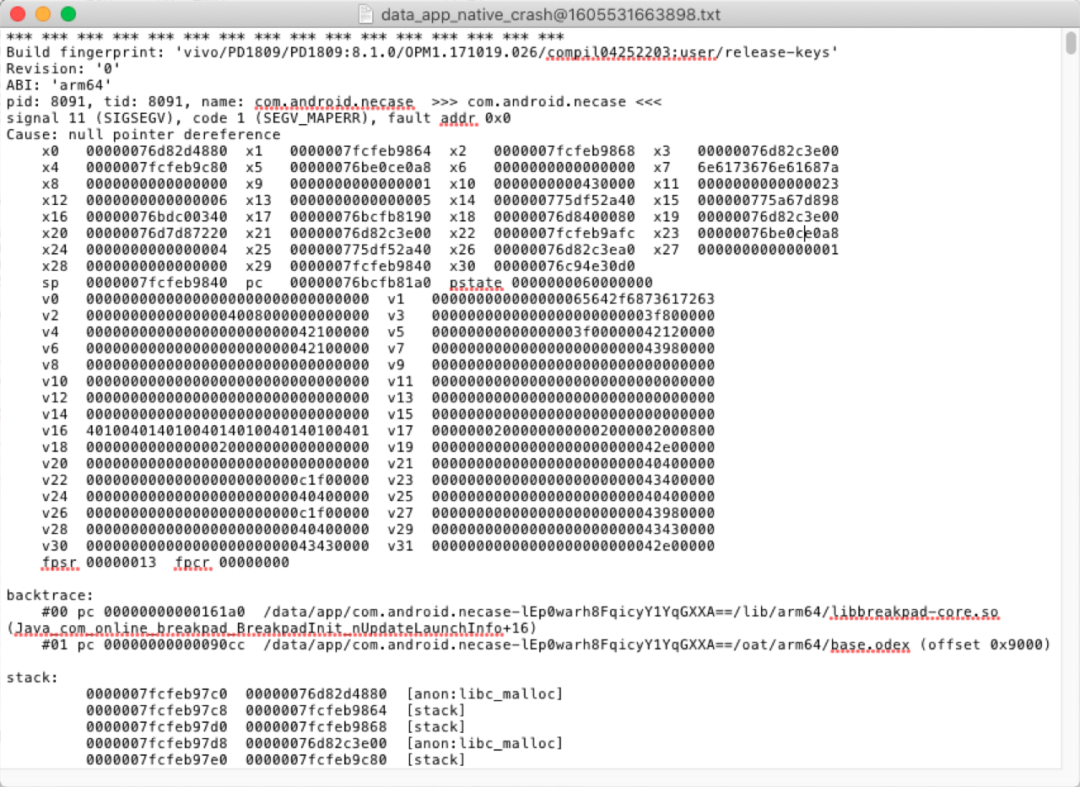 data_app_native_crash@1605531663898.txt
*** *** *** *** *** *** *** *** *** *** *** *** *** *** *** ***
Build fingerprint: 'vivo/PD1809/PD1809:8.1.0/OPM1.171019.026/compil04252203:user/release-keys'
Revision: '0'
ABI: 'arm64'
pid: 8091, tid: 8091, name: com.android.necase  >>> com.android.necase <<<
signal 11 (SIGSEGV), code 1 (SEGV_MAPERR), fault addr 0x0
Cause: null pointer dereference
x0 00000076d82d4880 x1 0000007fcfeb9864 x2 0000007fcfeb9868 x3 00000076d82c3e00
x4 0000007fcfeb9c80 x5 00000076be0ce0a8 x6 0000000000000000 x7 6e6173676e61687a
x8 0000000000000000 x9 0000000000000001 x10 0000000000430000 x11 0000000000000023
x12 0000000000000006 x13 0000000000000005 x14 000000775df52a40 x15 000000775a67d898
x16 00000076bdc00340 x17 00000076bcfb8190 x18 00000076d8400080 x19 00000076d82c3e00
x20 00000076d7d87220 x21 00000076d82c3e00 x22 0000007fcfeb9afc x23 00000076be0ce0a8
x24 0000000000000004 x25 000000775df52a40 x26 00000076d82c3ea0 x27 0000000000000001
x28 0000000000000000 x29 0000007fcfeb9840 x30 00000076c94e30d0
sp 0000007fcfeb9840 pc 00000076bcfb81a0 pstate 0000000060000000
v0 00000000000000000000000000000000 v1 000000000000000065642f6873617263
v2 00000000000000004008000000000000 v3 0000000000000000000000003f800000
v4 00000000000000000000000042100000 v5 00000000000000003f00000042120000
v6 00000000000000000000000042100000 v7 00000000000000000000000043980000
v8 00000000000000000000000000000000 v9 00000000000000000000000000000000
v10 00000000000000000000000000000000 v11 00000000000000000000000000000000
v12 00000000000000000000000000000000 v13 00000000000000000000000000000000
v14 00000000000000000000000000000000 v15 00000000000000000000000000000000
v16 40100401401004014010040140100401 v17 00000002000000000002000002000800
v18 00000000000000020000000000000000 v19 00000000000000000000000042e00000
v20 00000000000000000000000000000000 v21 00000000000000000000000040400000
v22 000000000000000000000000c1f00000 v23 00000000000000000000000043400000
v24 00000000000000000000000040400000 v25 00000000000000000000000040400000
v26 000000000000000000000000c1f00000 v27 00000000000000000000000043980000
v28 00000000000000000000000040400000 v29 00000000000000000000000043430000
v30 00000000000000000000000043430000 v31 00000000000000000000000042e00000
fpsr 00000013 fpcr 00000000
backtrace:
#00 pc 00000000000161a0  /data/app/com.android.necase-lEp0warh8FqicyY1YqGXXA==/lib/arm64/libbreakpad-core.so
(Java_com_online_breakpad_BreakpadInit_nUpdateLaunchInfo+16)
#01 pc 00000000000090cc  /data/app/com.android.necase-lEp0warh8FqicyY1YqGXXA==/oat/arm64/base.odex (offset 0x9000)
stack:
0000007fcfeb97c0 00000076d82d4880 [anon:libc_malloc]
0000007fcfeb97c8 0000007fcfeb9864 [stack]
0000007fcfeb97d0 0000007fcfeb9868 [stack]
0000007fcfeb97d8 00000076d82c3e00 [anon:libc_malloc]
0000007fcfeb97e0 0000007fcfeb9c80 [stack]